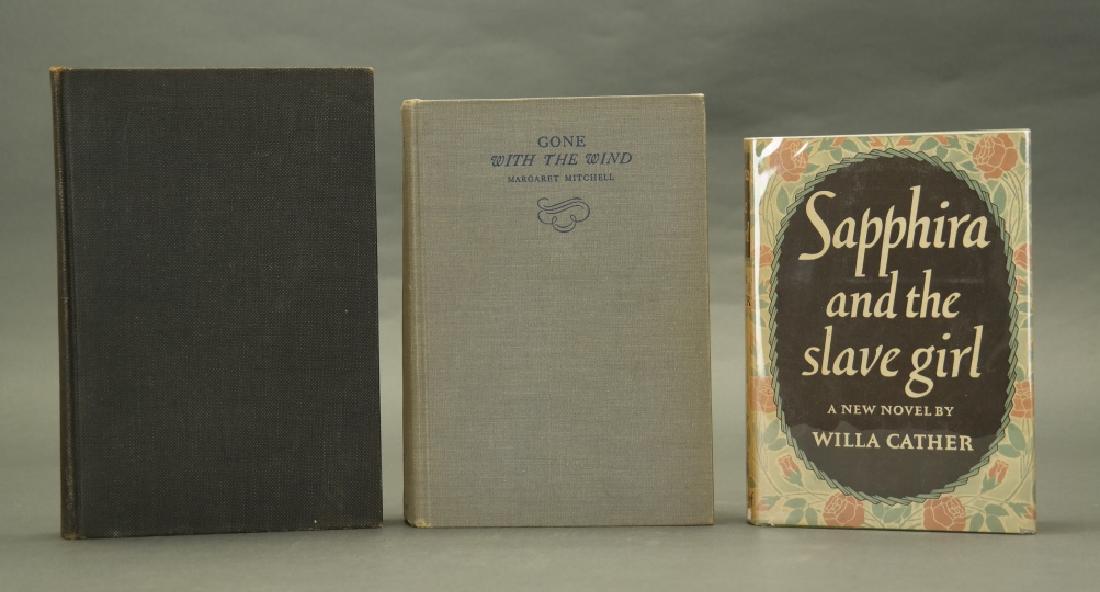 GONE
WITH THE WIND
MARGARET MITCHELL
Sapphira
and the
slave girl
A NEW NOVEL BY
WILLA CATHER